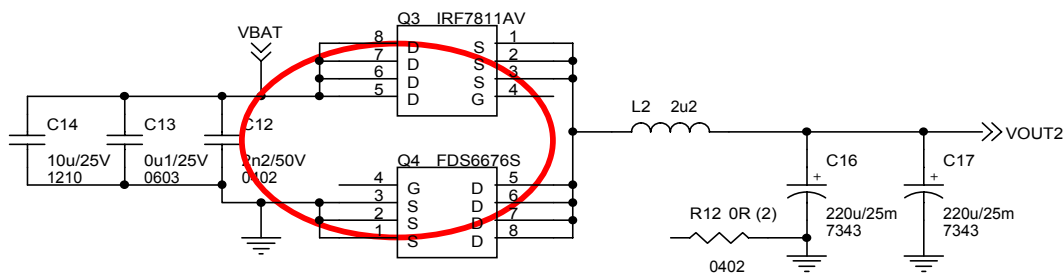 Q3 IRF7811AV
VBAT
8 D S 1
7 D S 2
6 D S 3
5 D G 4
C14
10u/25V
1210
C13
0u1/25V
0603
C12
2n2/50V
0402
Q4 FDS6676S
4 G D 5
3 S D 6
2 S D 7
1 S D 8
L2 2u2
VOUT2
C16
+
220u/25m
7343
C17
+
220u/25m
7343
R12 0R (2)
0402